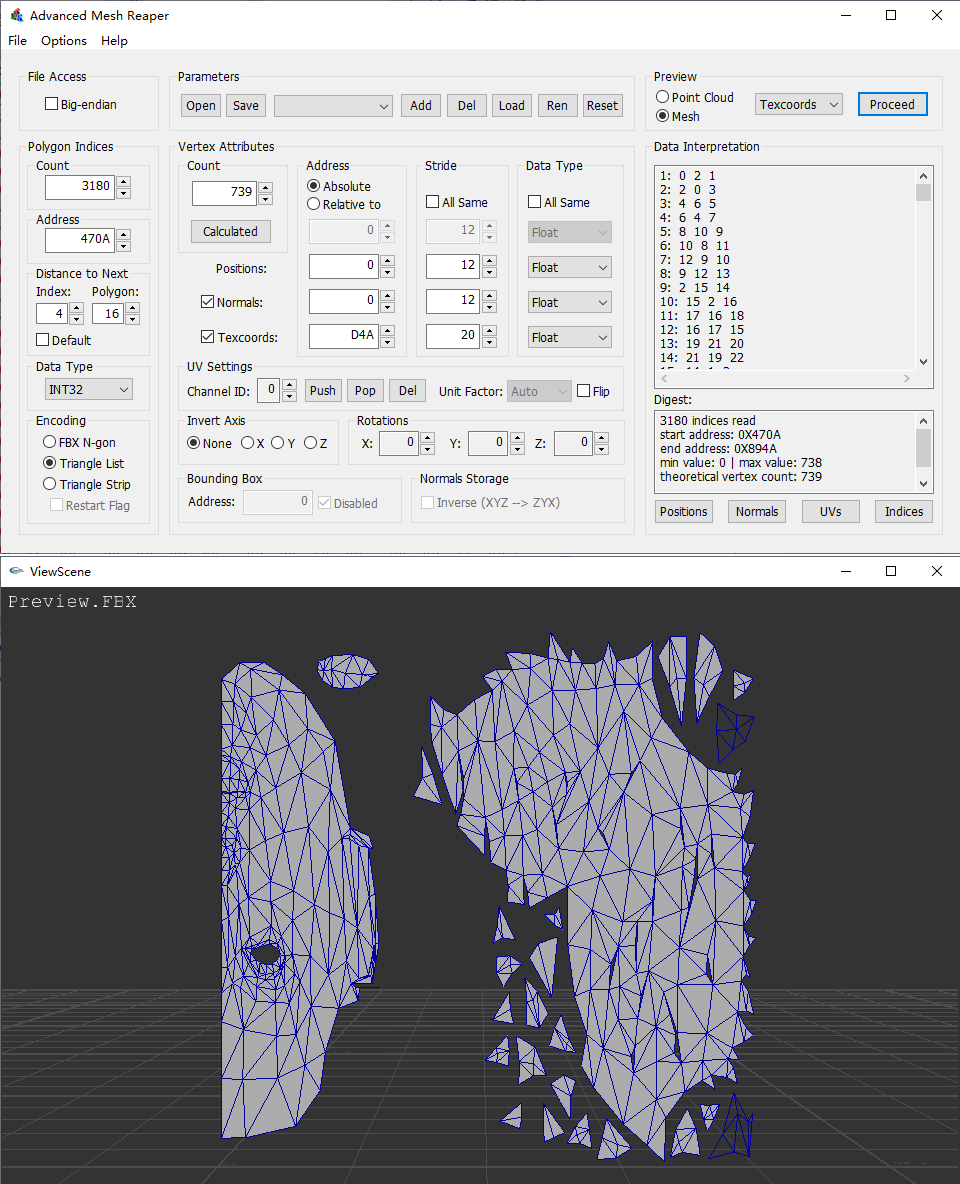 Advanced Mesh Reaper
File Options Help
File Access
Big-endian
Parameters
Open Save Add Del Load Ren Reset
Preview
Point Cloud
Mesh
Texcoords
Proceed
Polygon Indices
Count
3180
Address
470A
Distance to Next
Index: Polygon:
4 16
Default
Data Type
INT32
Encoding
FBX N-gon
Triangle List
Triangle Strip
Restart Flag
Vertex Attributes
Count
739
Calculated
Address
Absolute
Relative to
0
Stride
All Same
12
Data Type
All Same
Float
Positions: 0 12 Float
Normals: 0 12 Float
Texcoords: D4A 20 Float
UV Settings
Channel ID: 0 Push Pop Del Unit Factor: Auto Flip
Invert Axis
None X Y Z
Rotations
X: 0 Y: 0 Z: 0
Bounding Box
Address: 0 Disabled
Normals Storage
Inverse (XYZ --> ZYX)
Data Interpretation
1: 0 2 1
2: 2 0 3
3: 4 6 5
4: 6 4 7
5: 8 10 9
6: 10 8 11
7: 12 9 10
8: 9 12 13
9: 2 15 14
10: 15 2 16
11: 17 16 18
12: 16 17 15
13: 19 21 20
14: 21 19 22
Digest:
3180 indices read
start address: 0X470A
end address: 0X894A
min value: 0 | max value: 738
theoretical vertex count: 739
Positions Normals UVs Indices
ViewScene
Preview.FBX